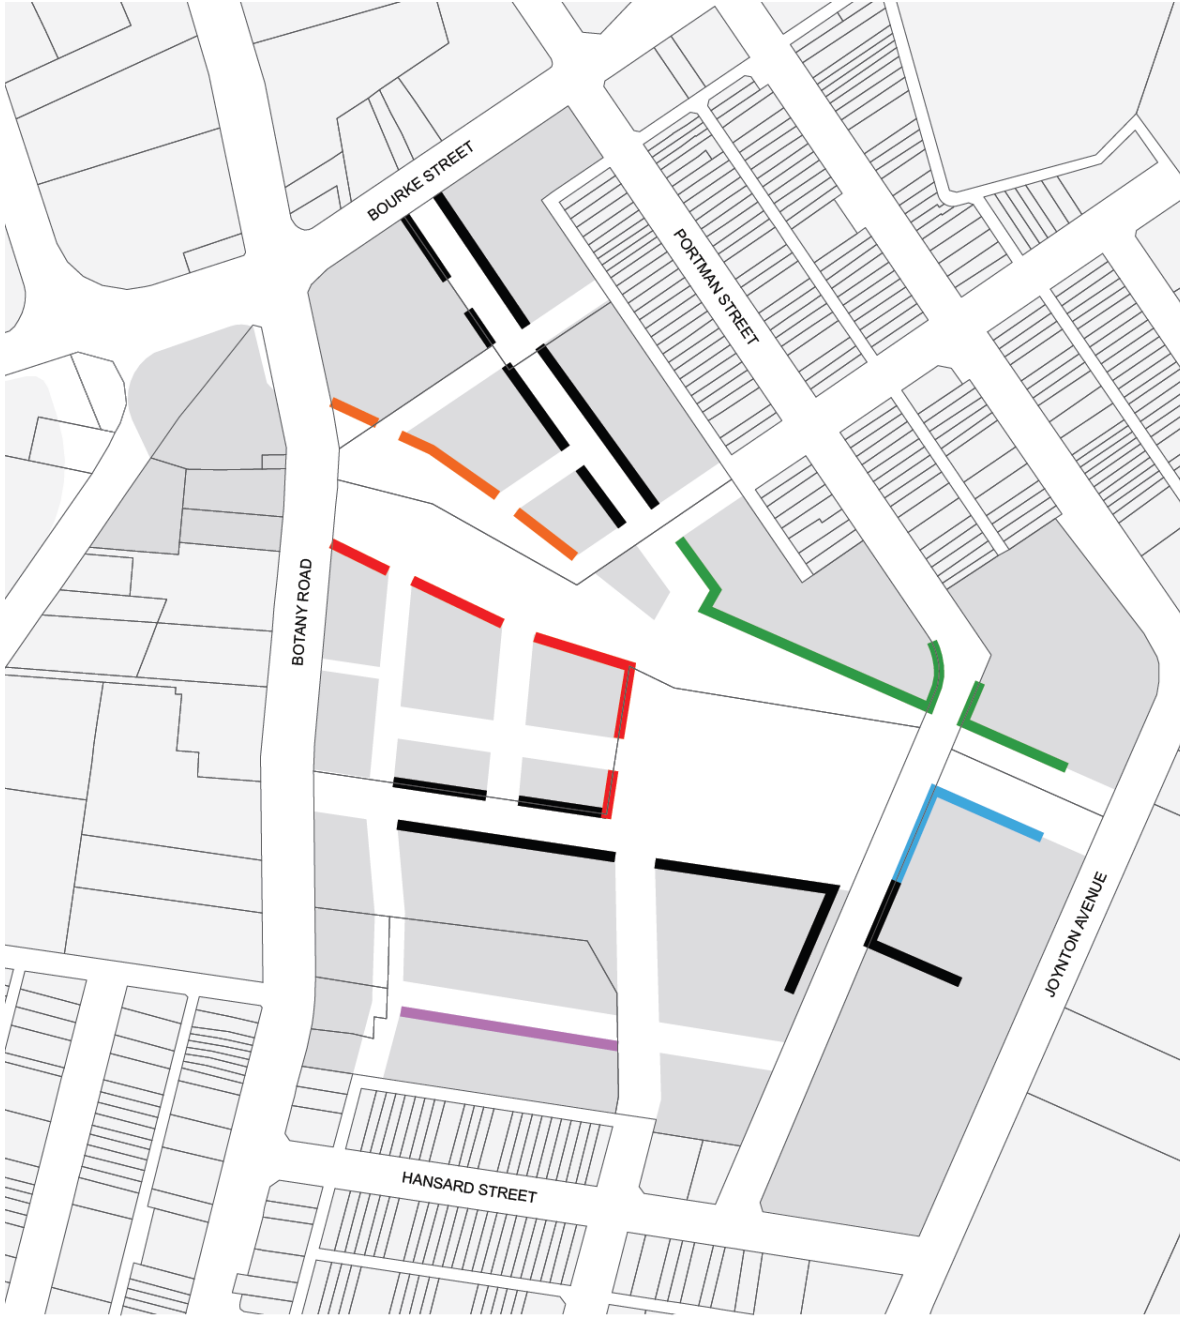 BOURKE STREET
PORTMAN STREET
BOTANY ROAD
JOYNTON AVENUE
HANSARD STREET